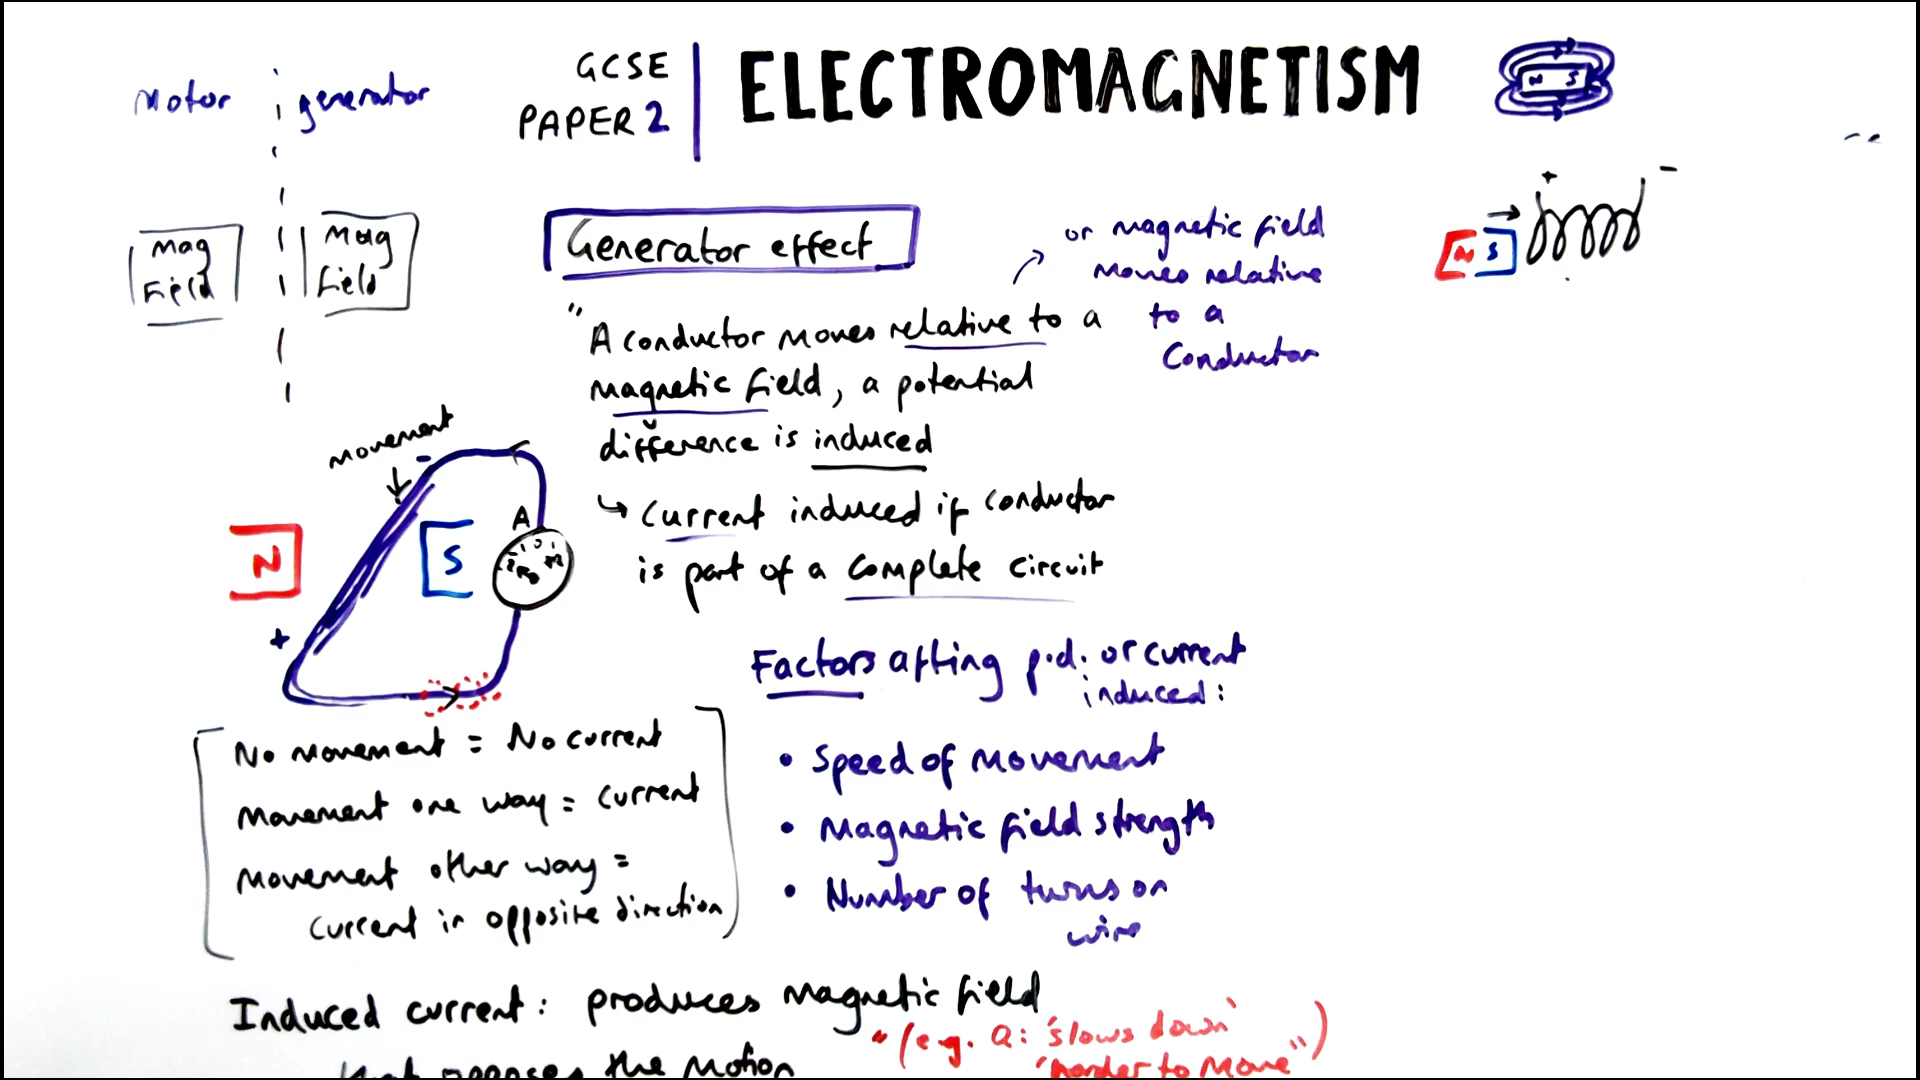 Motor generator
GCSE
PAPER 2
ELECTROMAGNETISM
N S
Mag
Field
Mag
Field
Generator effect
or magnetic field
moves relative
to a
Conductor
+ -
N S
"A conductor moves relative to a
magnetic field, a potential
difference is induced
↳ Current induced if conductor
is part of a complete circuit
movement
-
A
N
S
+
No movement = No current
Movement one way = current
Movement other way =
current in opposite direction
Factors affting p.d. or current
induced:
• Speed of movement
• Magnetic field strength
• Number of turns on
wire
Induced current: produces magnetic field
that opposes the motion
"(e.g. Q: 'slows down'
'harder to move")